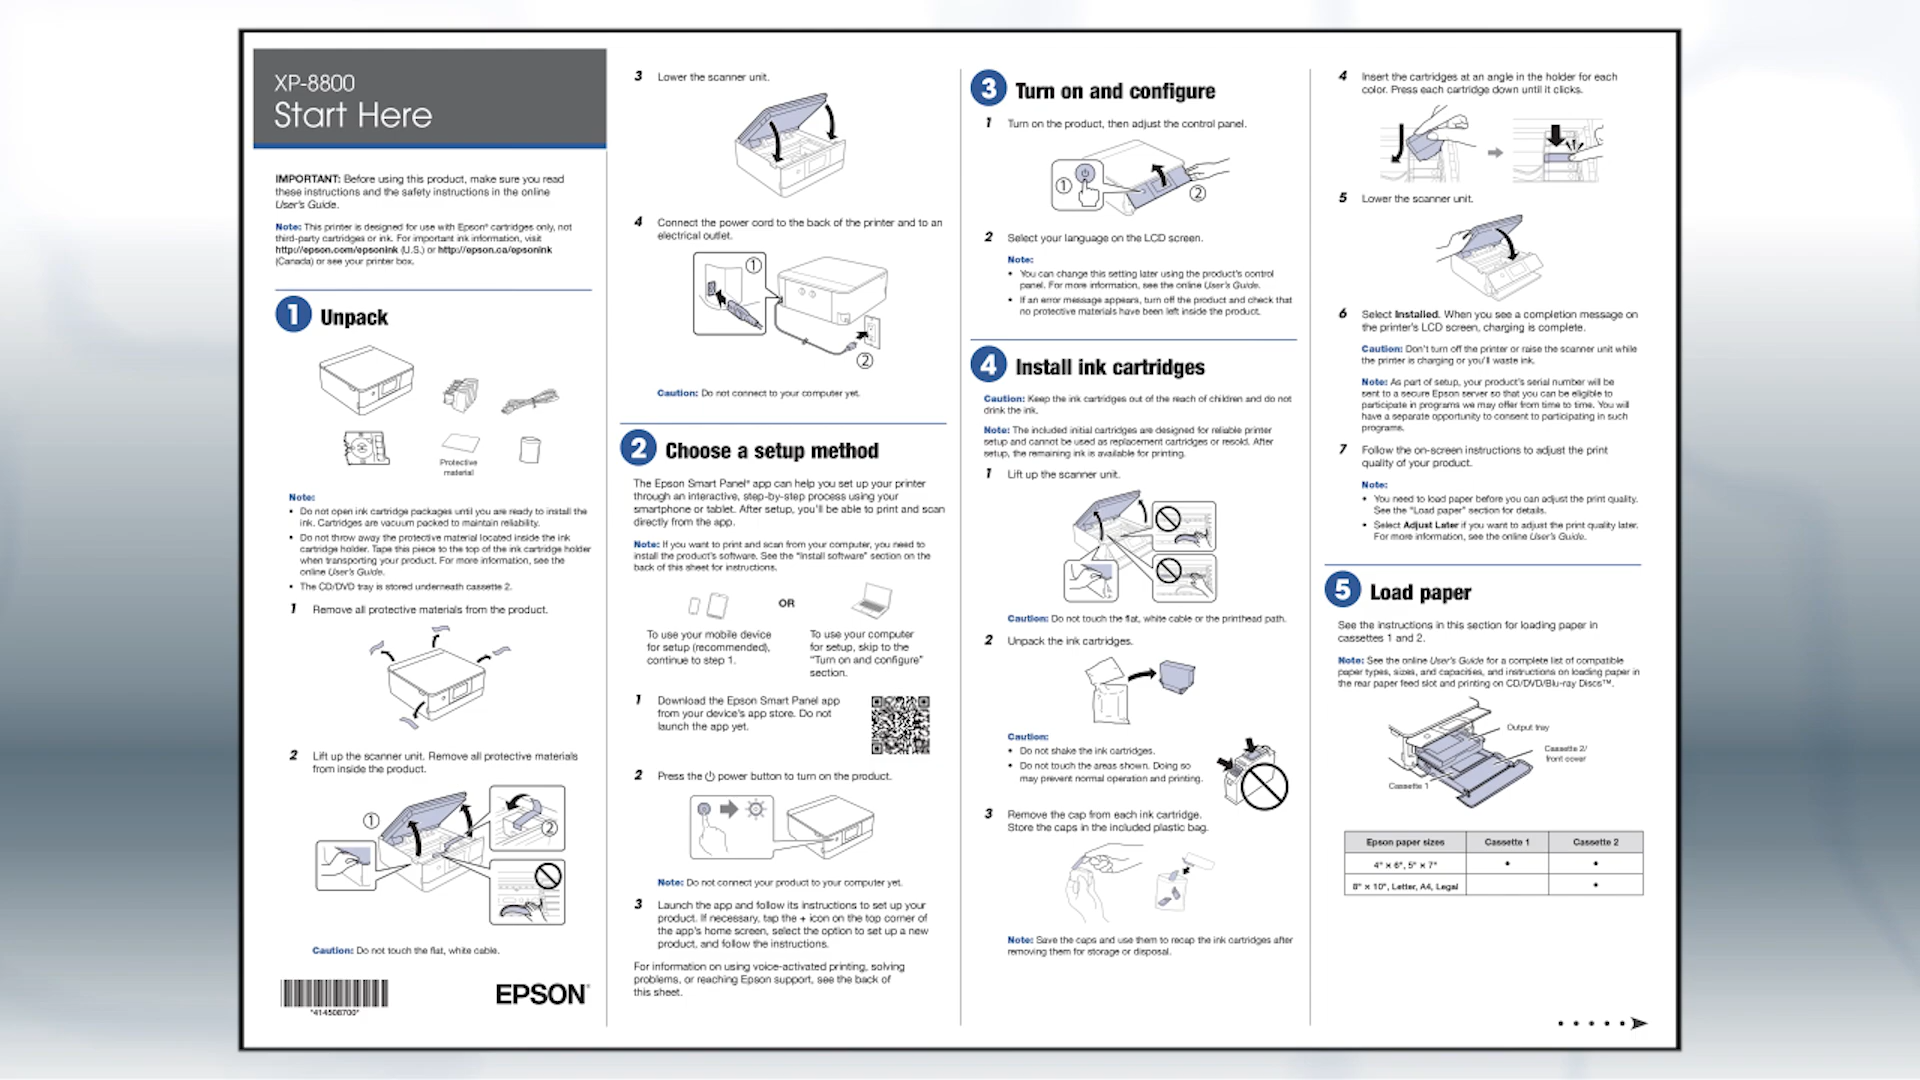 XP-8800
Start Here
IMPORTANT: Before using this product, make sure you read
these instructions and the safety instructions in the online
User's Guide.
Note: This printer is designed for use with Epson® cartridges only, not
third-party cartridges or ink. For important ink information, visit
http://epson.com/epsonink (U.S.) or http://epson.ca/epsonink
(Canada) or see your printer box.
1 Unpack
Protective
material
Note:
• Do not open ink cartridge packages until you are ready to install the
ink. Cartridges are vacuum packed to maintain reliability.
• Do not throw away the protective material located inside the ink
cartridge holder. Tape this piece to the top of the ink cartridge holder
when transporting your product. For more information, see the
online User's Guide.
• The CD/DVD tray is stored underneath cassette 2.
1 Remove all protective materials from the product.
2 Lift up the scanner unit. Remove all protective materials
from inside the product.
1
2
Caution: Do not touch the flat, white cable.
*414508700*
EPSON®
3 Lower the scanner unit.
4 Connect the power cord to the back of the printer and to an
electrical outlet.
1
2
Caution: Do not connect to your computer yet.
2 Choose a setup method
The Epson Smart Panel® app can help you set up your printer
through an interactive, step-by-step process using your
smartphone or tablet. After setup, you'll be able to print and scan
directly from the app.
Note: If you want to print and scan from your computer, you need to
install the product's software. See the "Install software" section on the
back of this sheet for instructions.
OR
To use your mobile device
for setup (recommended),
continue to step 1.
To use your computer
for setup, skip to the
"Turn on and configure"
section.
1 Download the Epson Smart Panel app
from your device's app store. Do not
launch the app yet.
2 Press the ⏻ power button to turn on the product.
Note: Do not connect your product to your computer yet.
3 Launch the app and follow its instructions to set up your
product. If necessary, tap the + icon on the top corner of
the app's home screen, select the option to set up a new
product, and follow the instructions.
For information on using voice-activated printing, solving
problems, or reaching Epson support, see the back of
this sheet.
3 Turn on and configure
1 Turn on the product, then adjust the control panel.
1
2
2 Select your language on the LCD screen.
Note:
• You can change this setting later using the product's control
panel. For more information, see the online User's Guide.
• If an error message appears, turn off the product and check that
no protective materials have been left inside the product.
4 Install ink cartridges
Caution: Keep the ink cartridges out of the reach of children and do not
drink the ink.
Note: The included initial cartridges are designed for reliable printer
setup and cannot be used as replacement cartridges or resold. After
setup, the remaining ink is available for printing.
1 Lift up the scanner unit.
Caution: Do not touch the flat, white cable or the printhead path.
2 Unpack the ink cartridges.
Caution:
• Do not shake the ink cartridges.
• Do not touch the areas shown. Doing so
may prevent normal operation and printing.
3 Remove the cap from each ink cartridge.
Store the caps in the included plastic bag.
Note: Save the caps and use them to recap the ink cartridges after
removing them for storage or disposal.
4 Insert the cartridges at an angle in the holder for each
color. Press each cartridge down until it clicks.
5 Lower the scanner unit.
6 Select Installed. When you see a completion message on
the printer's LCD screen, charging is complete.
Caution: Don't turn off the printer or raise the scanner unit while
the printer is charging or you'll waste ink.
Note: As part of setup, your product's serial number will be
sent to a secure Epson server so that you can be eligible to
participate in programs we may offer from time to time. You will
have a separate opportunity to consent to participating in such
programs.
7 Follow the on-screen instructions to adjust the print
quality of your product.
Note:
• You need to load paper before you can adjust the print quality.
See the "Load paper" section for details.
• Select Adjust Later if you want to adjust the print quality later.
For more information, see the online User's Guide.
5 Load paper
See the instructions in this section for loading paper in
cassettes 1 and 2.
Note: See the online User's Guide for a complete list of compatible
paper types, sizes, and capacities, and instructions on loading paper in
the rear paper feed slot and printing on CD/DVD/Blu-ray Discs™.
Output tray
Cassette 2/
front cover
Cassette 1
Epson paper sizes Cassette 1 Cassette 2
4" × 6", 5" × 7" • •
8" × 10", Letter, A4, Legal •